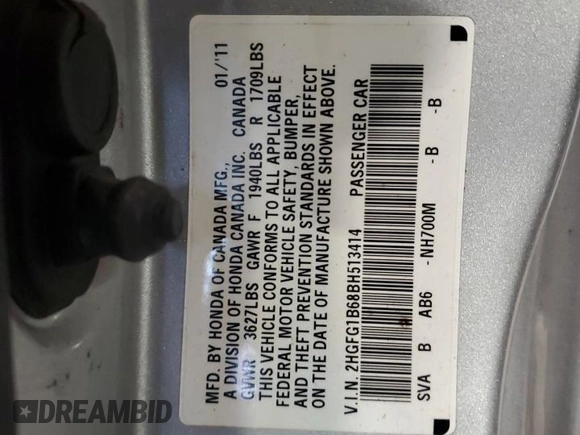 MFD. BY HONDA OF CANADA MFG., 01/'11
A DIVISION OF HONDA CANADA INC. CANADA
GVWR 3627LBS GAWR F 1940LBS R 1709LBS
THIS VEHICLE CONFORMS TO ALL APPLICABLE
FEDERAL MOTOR VEHICLE SAFETY, BUMPER,
AND THEFT PREVENTION STANDARDS IN EFFECT
ON THE DATE OF MANUFACTURE SHOWN ABOVE.
V.I.N. 2HGFG1B68BH513414 PASSENGER CAR
SVA B AB6 -NH700M -B -B
DREAMBID